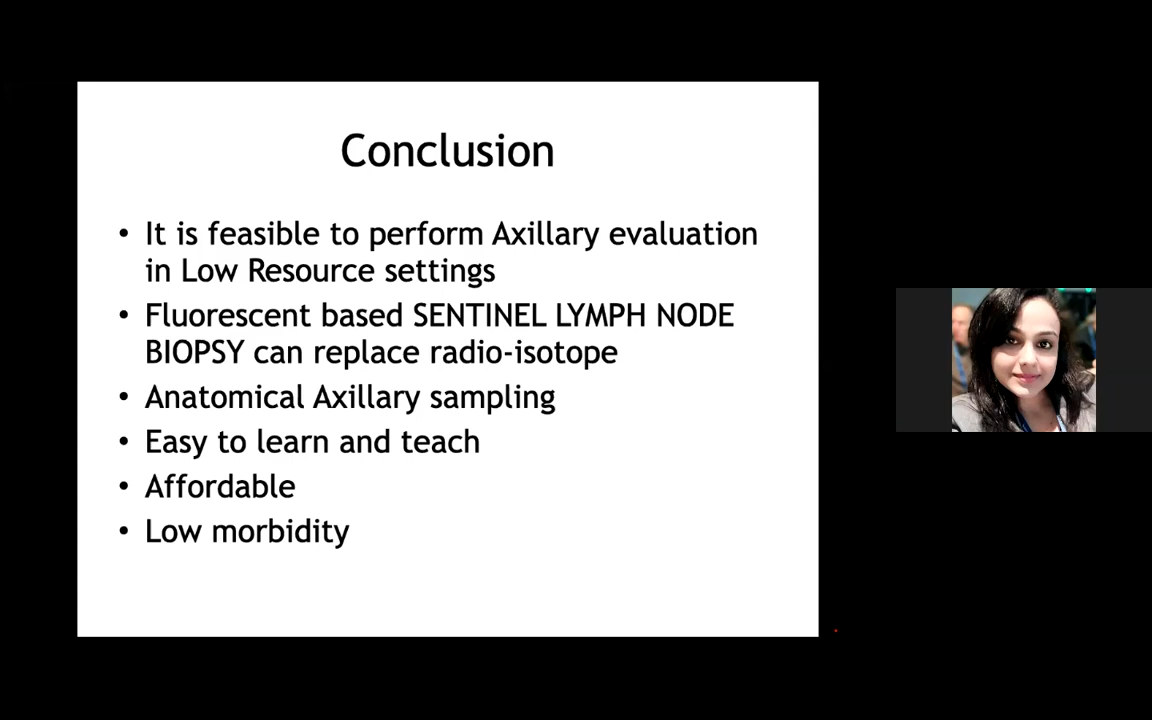 Conclusion
• It is feasible to perform Axillary evaluation
in Low Resource settings
• Fluorescent based SENTINEL LYMPH NODE
BIOPSY can replace radio-isotope
• Anatomical Axillary sampling
• Easy to learn and teach
• Affordable
• Low morbidity